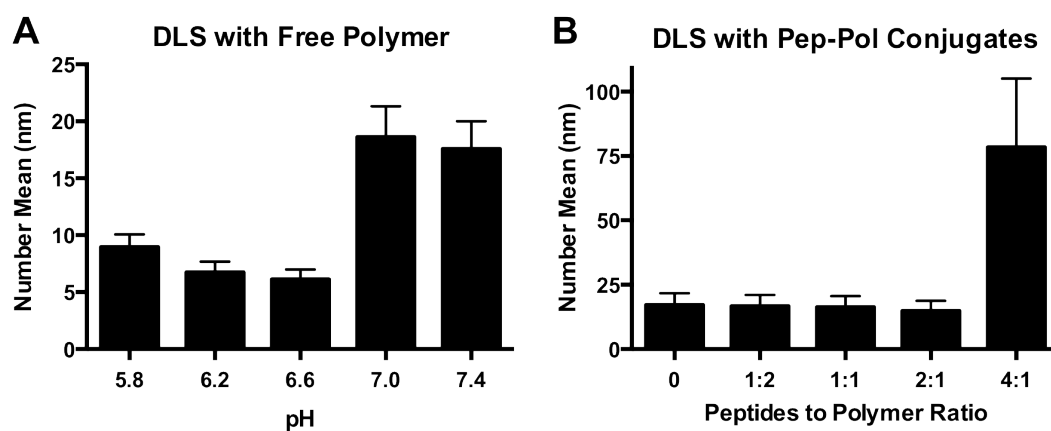 A
DLS with Free Polymer
Number Mean (nm)
25
20
15
10
5
0
5.8 6.2 6.6 7.0 7.4
pH
B
DLS with Pep-Pol Conjugates
Number Mean (nm)
100
75
50
25
0
0 1:2 1:1 2:1 4:1
Peptides to Polymer Ratio